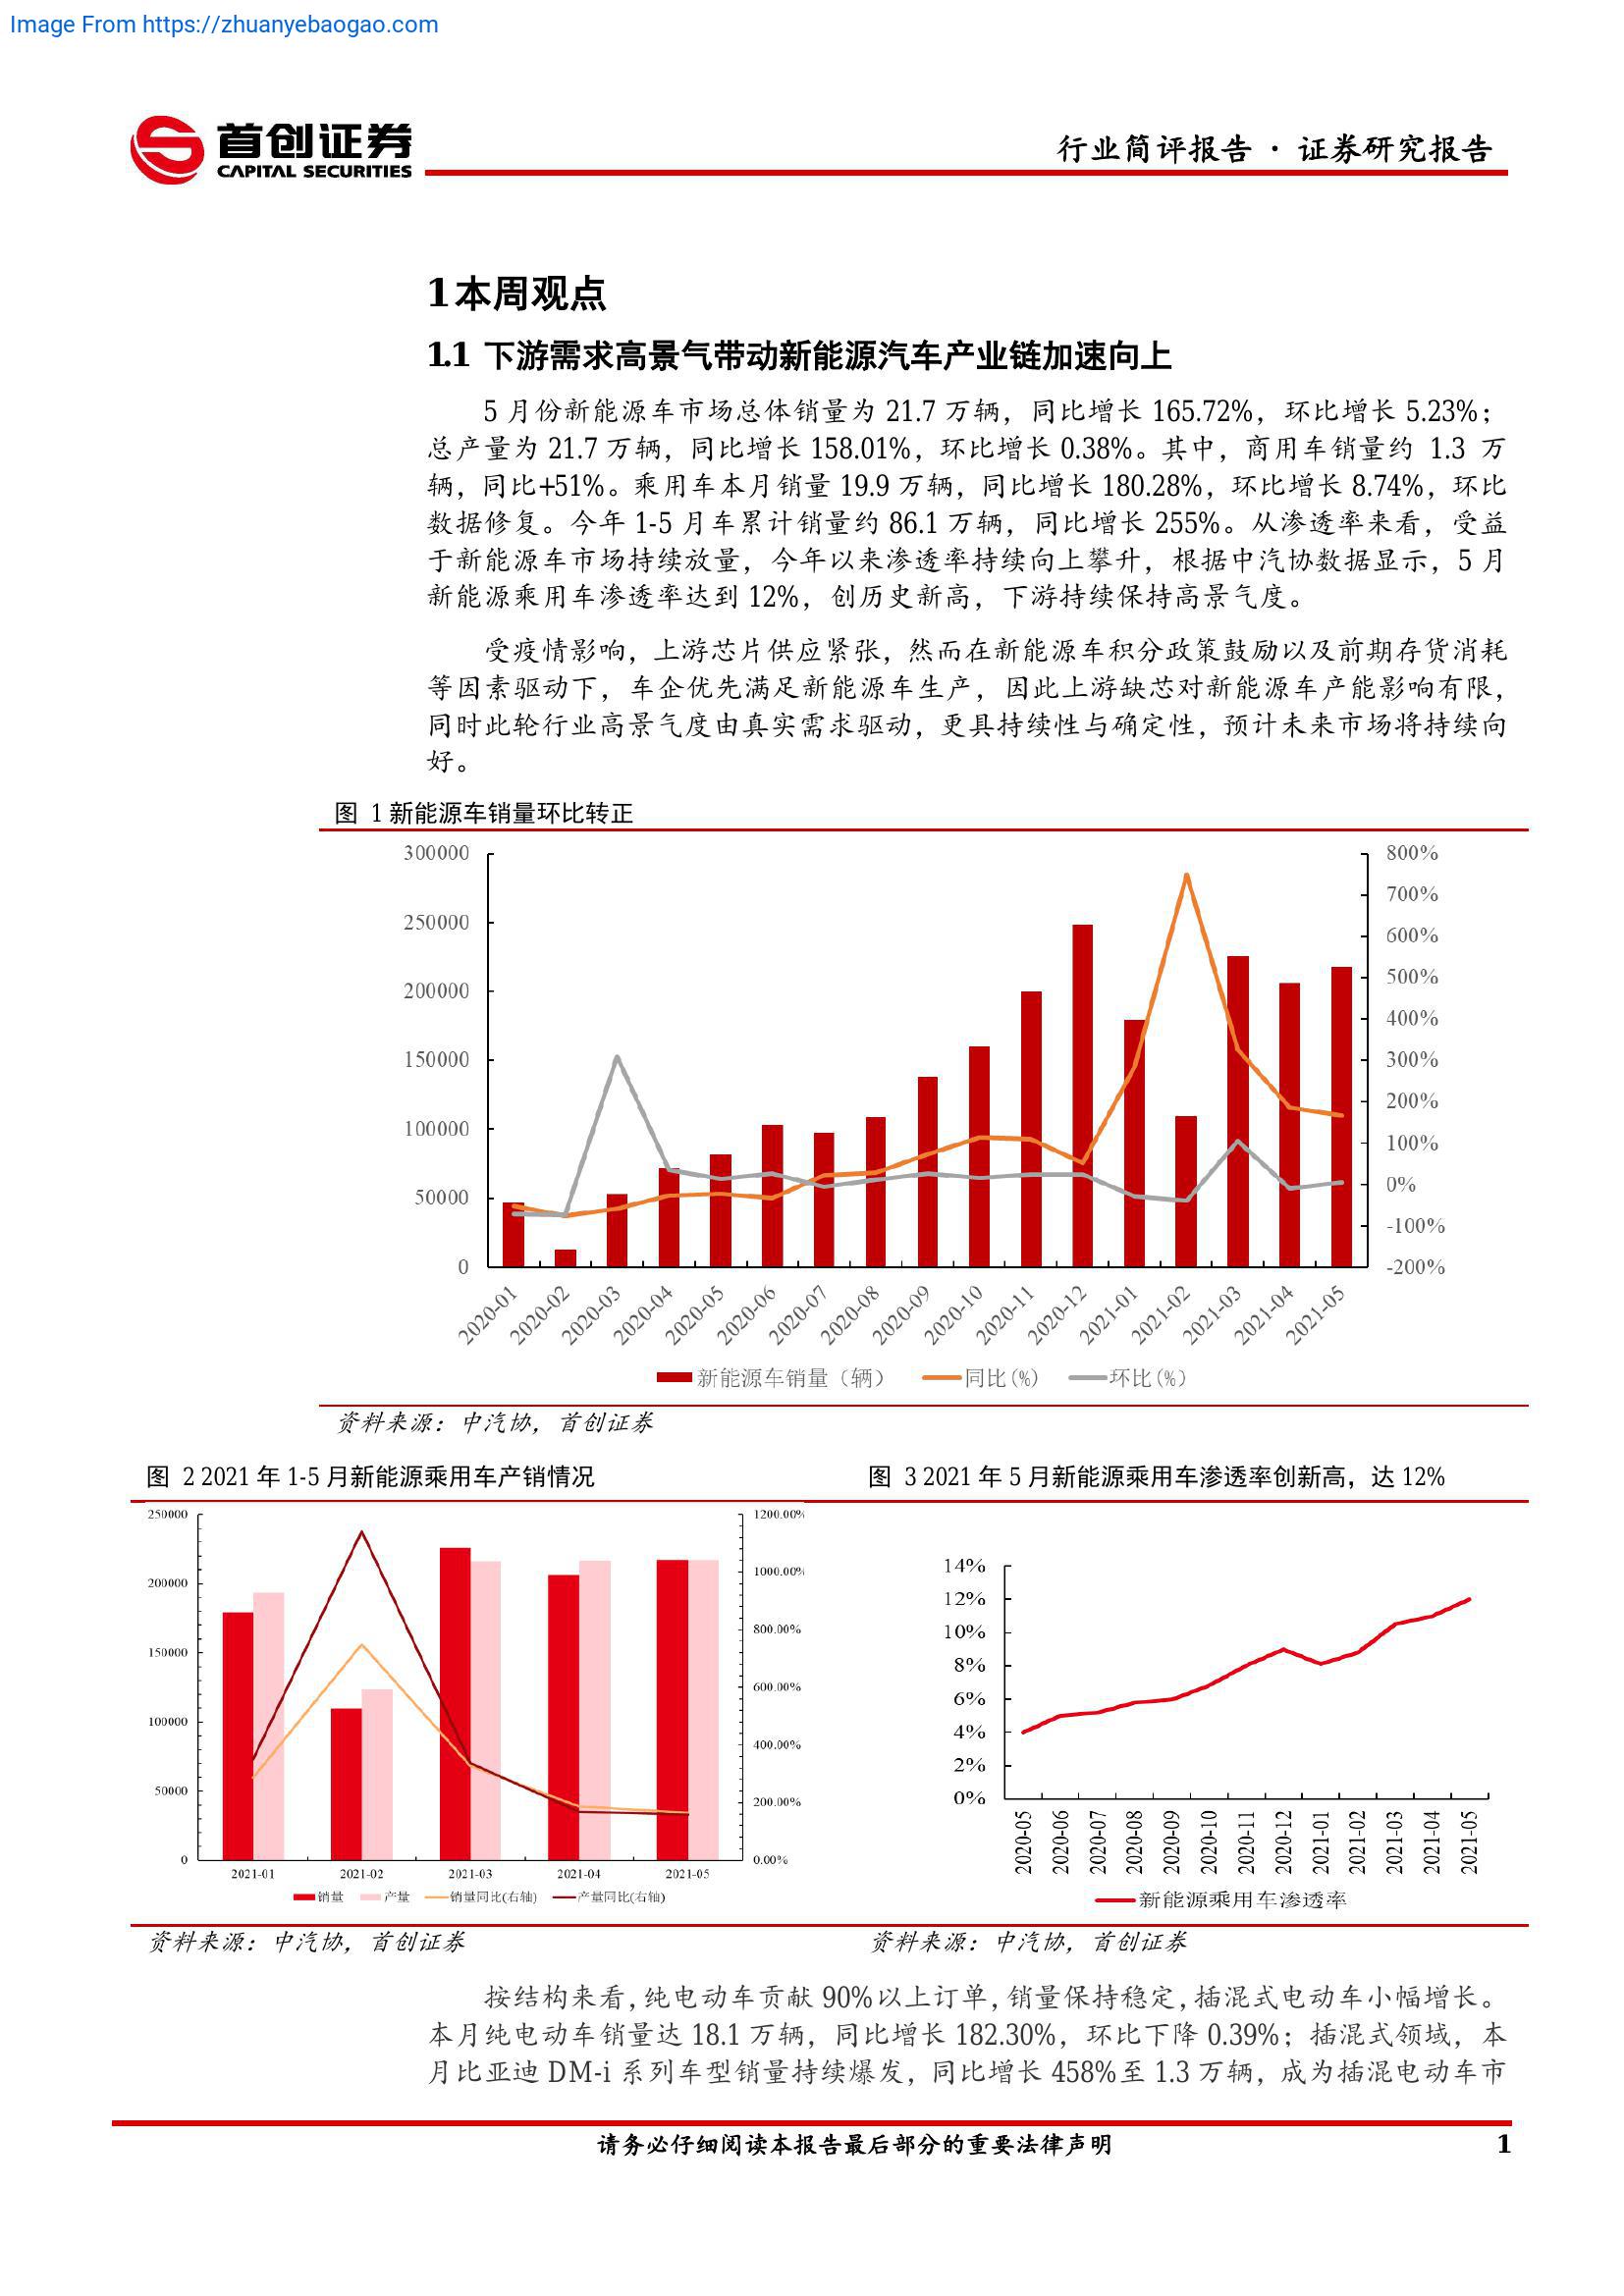 Image From https://zhuanyebaogao.com
首创证券
CAPITAL SECURITIES
行业简评报告 · 证券研究报告
1 本周观点
1.1 下游需求高景气带动新能源汽车产业链加速向上
5 月份新能源车市场总体销量为 21.7 万辆，同比增长 165.72%，环比增长 5.23%；
总产量为 21.7 万辆，同比增长 158.01%，环比增长 0.38%。其中，商用车销量约 1.3 万
辆，同比+51%。乘用车本月销量 19.9 万辆，同比增长 180.28%，环比增长 8.74%，环比
数据修复。今年 1-5 月车累计销量约 86.1 万辆，同比增长 255%。从渗透率来看，受益
于新能源车市场持续放量，今年以来渗透率持续向上攀升，根据中汽协数据显示，5 月
新能源乘用车渗透率达到 12%，创历史新高，下游持续保持高景气度。
受疫情影响，上游芯片供应紧张，然而在新能源车积分政策鼓励以及前期存货消耗
等因素驱动下，车企优先满足新能源车生产，因此上游缺芯对新能源车产能影响有限，
同时此轮行业高景气度由真实需求驱动，更具持续性与确定性，预计未来市场将持续向
好。
图 1 新能源车销量环比转正
300000
250000
200000
150000
100000
50000
0
800%
700%
600%
500%
400%
300%
200%
100%
0%
-100%
-200%
2020-01 2020-02 2020-03 2020-04 2020-05 2020-06 2020-07 2020-08 2020-09 2020-10 2020-11 2020-12 2021-01 2021-02 2021-03 2021-04 2021-05
新能源车销量（辆） 同比(%) 环比(%)
资料来源：中汽协，首创证券
图 2 2021 年 1-5 月新能源乘用车产销情况
250000
200000
150000
100000
50000
0
1200.00%
1000.00%
800.00%
600.00%
400.00%
200.00%
0.00%
2021-01 2021-02 2021-03 2021-04 2021-05
销量 产量 销量同比(右轴) 产量同比(右轴)
资料来源：中汽协，首创证券
图 3 2021 年 5 月新能源乘用车渗透率创新高，达 12%
14%
12%
10%
8%
6%
4%
2%
0%
2020-05 2020-06 2020-07 2020-08 2020-09 2020-10 2020-11 2020-12 2021-01 2021-02 2021-03 2021-04 2021-05
新能源乘用车渗透率
资料来源：中汽协，首创证券
按结构来看，纯电动车贡献 90%以上订单，销量保持稳定，插混式电动车小幅增长。
本月纯电动车销量达 18.1 万辆，同比增长 182.30%，环比下降 0.39%；插混式领域，本
月比亚迪 DM-i 系列车型销量持续爆发，同比增长 458%至 1.3 万辆，成为插混电动车市
请务必仔细阅读本报告最后部分的重要法律声明
1